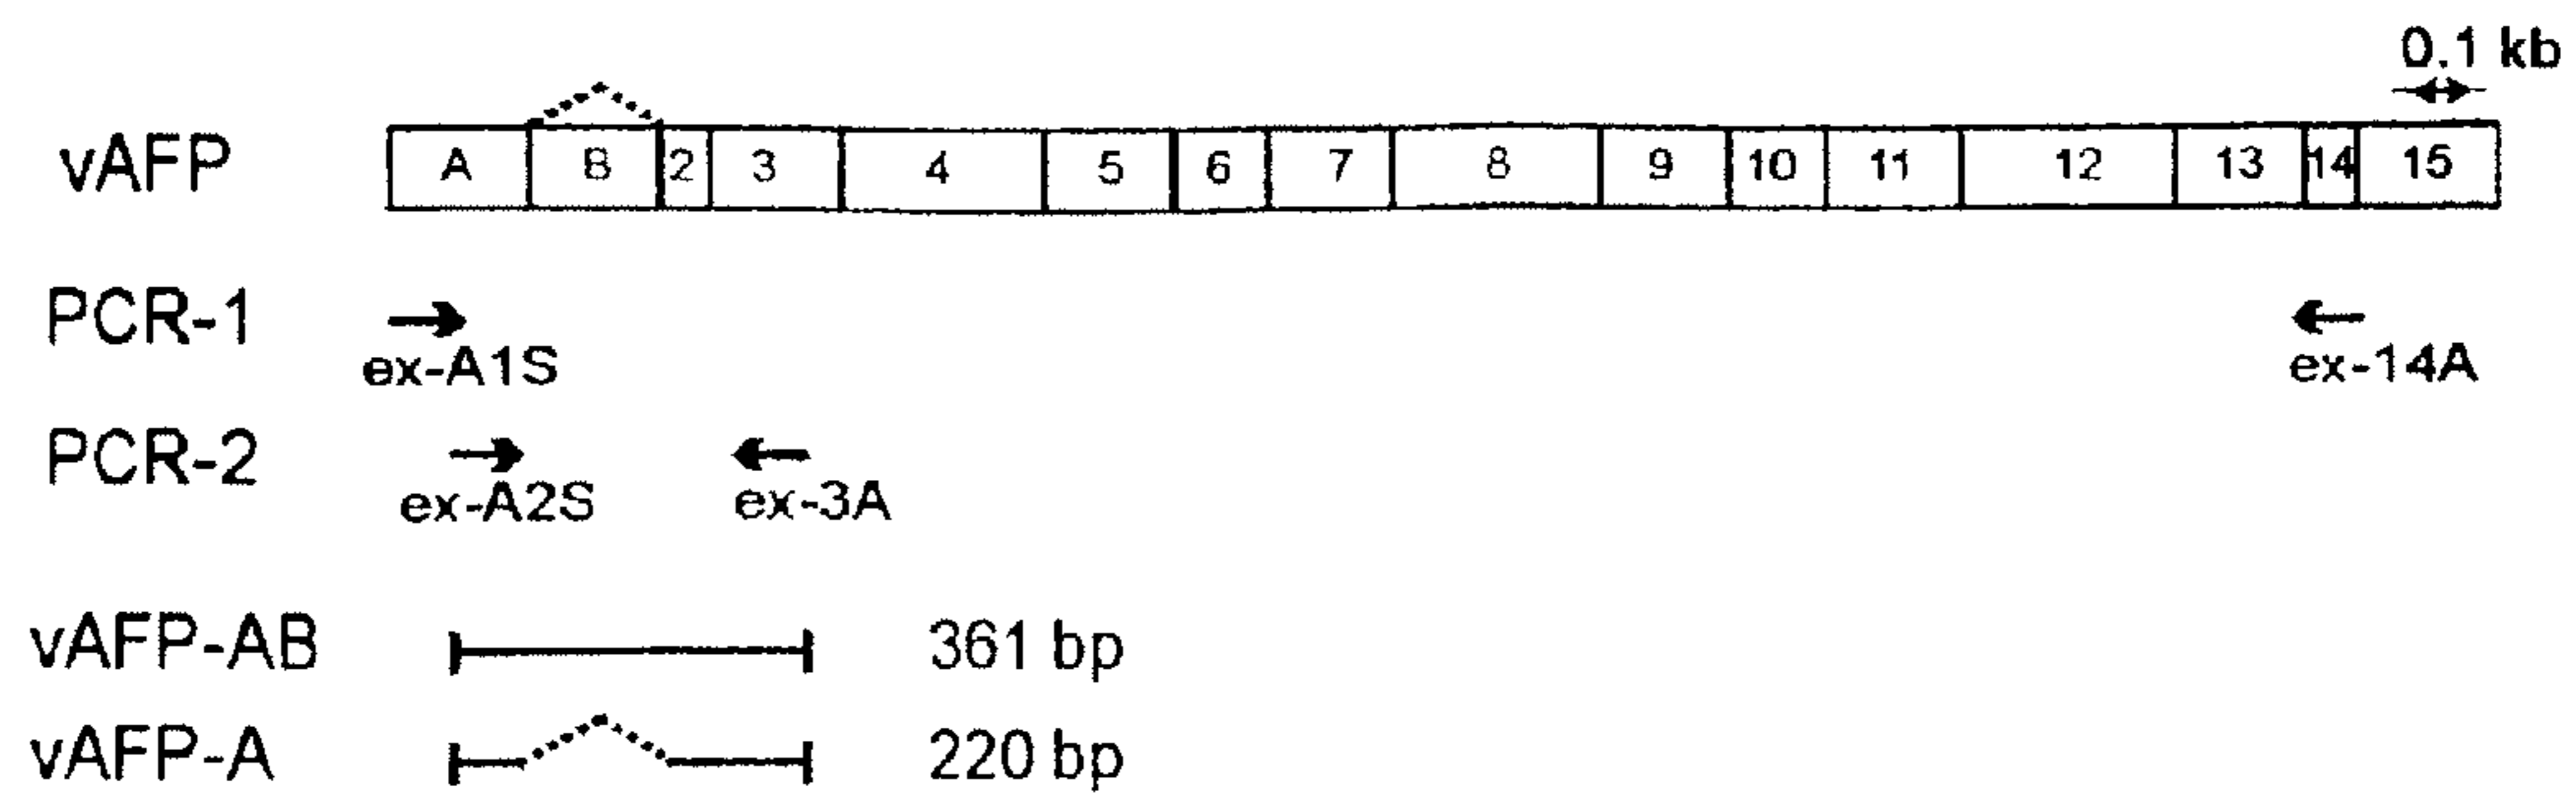 0.1 kb
vAFP A B 2 3 4 5 6 7 8 9 10 11 12 13 14 15
PCR-1
ex-A1S ex-14A
PCR-2
ex-A2S ex-3A
vAFP-AB 361 bp
vAFP-A 220 bp